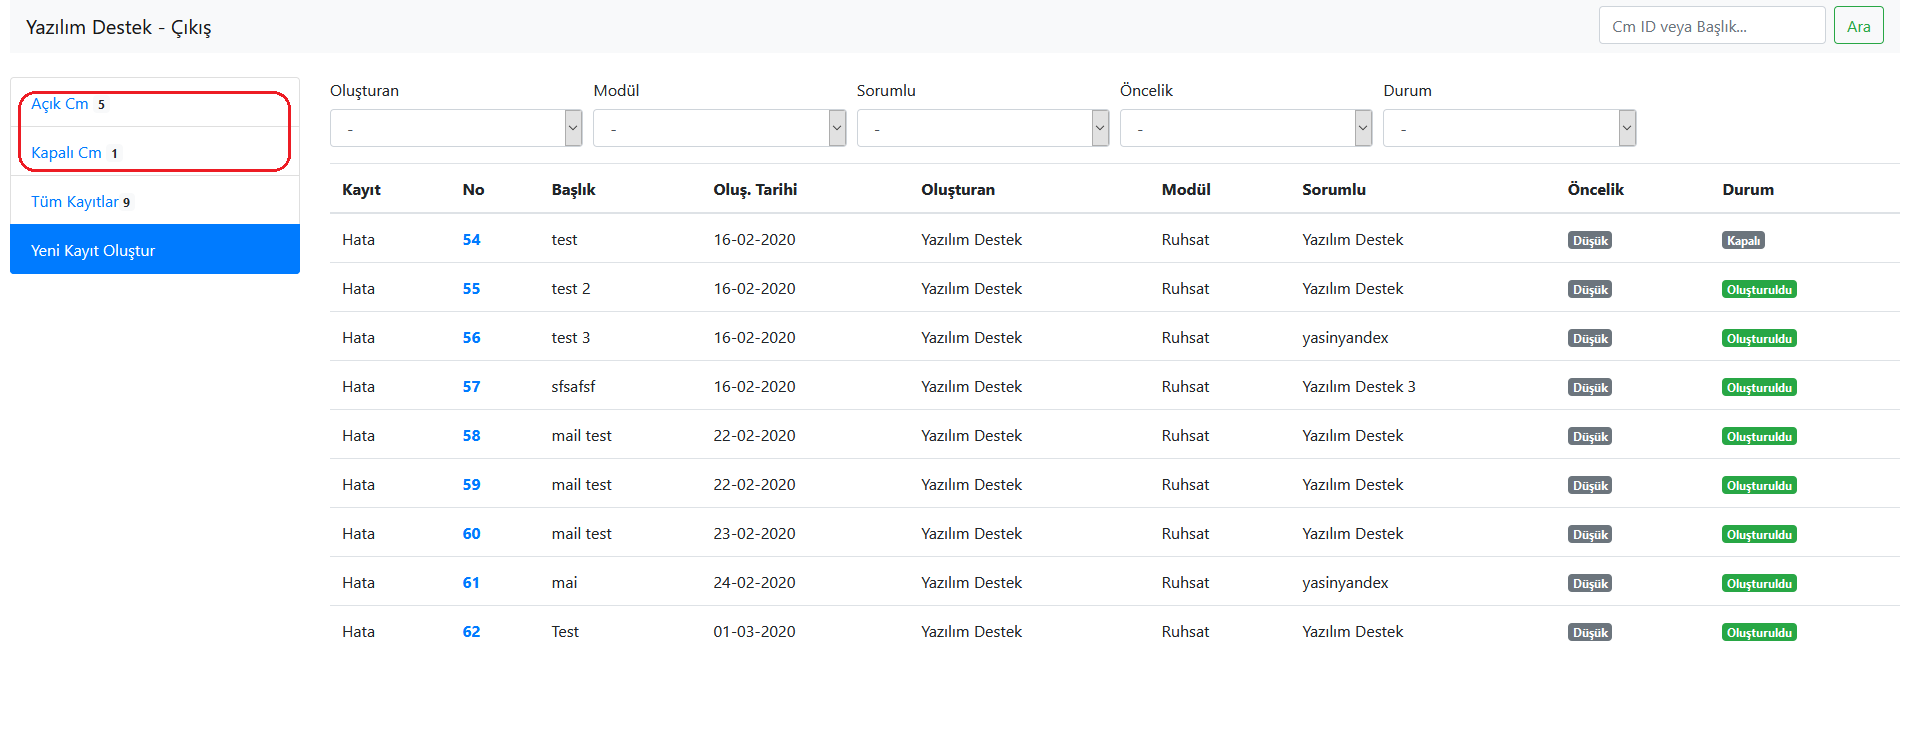 Yazılım Destek - Çıkış
Cm ID veya Başlık... Ara
Açık Cm 5
Kapalı Cm 1
Tüm Kayıtlar 9
Yeni Kayıt Oluştur
Oluşturan Modül Sorumlu Öncelik Durum
- - - - -
Kayıt No Başlık Oluş. Tarihi Oluşturan Modül Sorumlu Öncelik Durum
Hata 54 test 16-02-2020 Yazılım Destek Ruhsat Yazılım Destek Düşük Kapalı
Hata 55 test 2 16-02-2020 Yazılım Destek Ruhsat Yazılım Destek Düşük Oluşturuldu
Hata 56 test 3 16-02-2020 Yazılım Destek Ruhsat yasinyandex Düşük Oluşturuldu
Hata 57 sfsafsf 16-02-2020 Yazılım Destek Ruhsat Yazılım Destek 3 Düşük Oluşturuldu
Hata 58 mail test 22-02-2020 Yazılım Destek Ruhsat Yazılım Destek Düşük Oluşturuldu
Hata 59 mail test 22-02-2020 Yazılım Destek Ruhsat Yazılım Destek Düşük Oluşturuldu
Hata 60 mail test 23-02-2020 Yazılım Destek Ruhsat Yazılım Destek Düşük Oluşturuldu
Hata 61 mai 24-02-2020 Yazılım Destek Ruhsat yasinyandex Düşük Oluşturuldu
Hata 62 Test 01-03-2020 Yazılım Destek Ruhsat Yazılım Destek Düşük Oluşturuldu